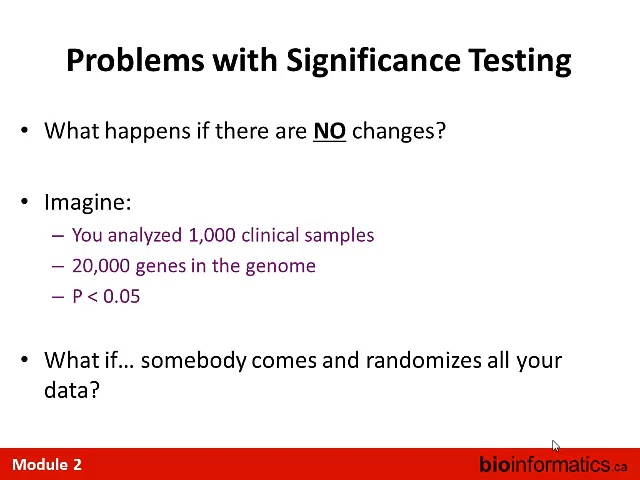 Problems with Significance Testing
• What happens if there are NO changes?
• Imagine:
– You analyzed 1,000 clinical samples
– 20,000 genes in the genome
– P < 0.05
• What if… somebody comes and randomizes all your
data?
Module 2
bioinformatics.ca